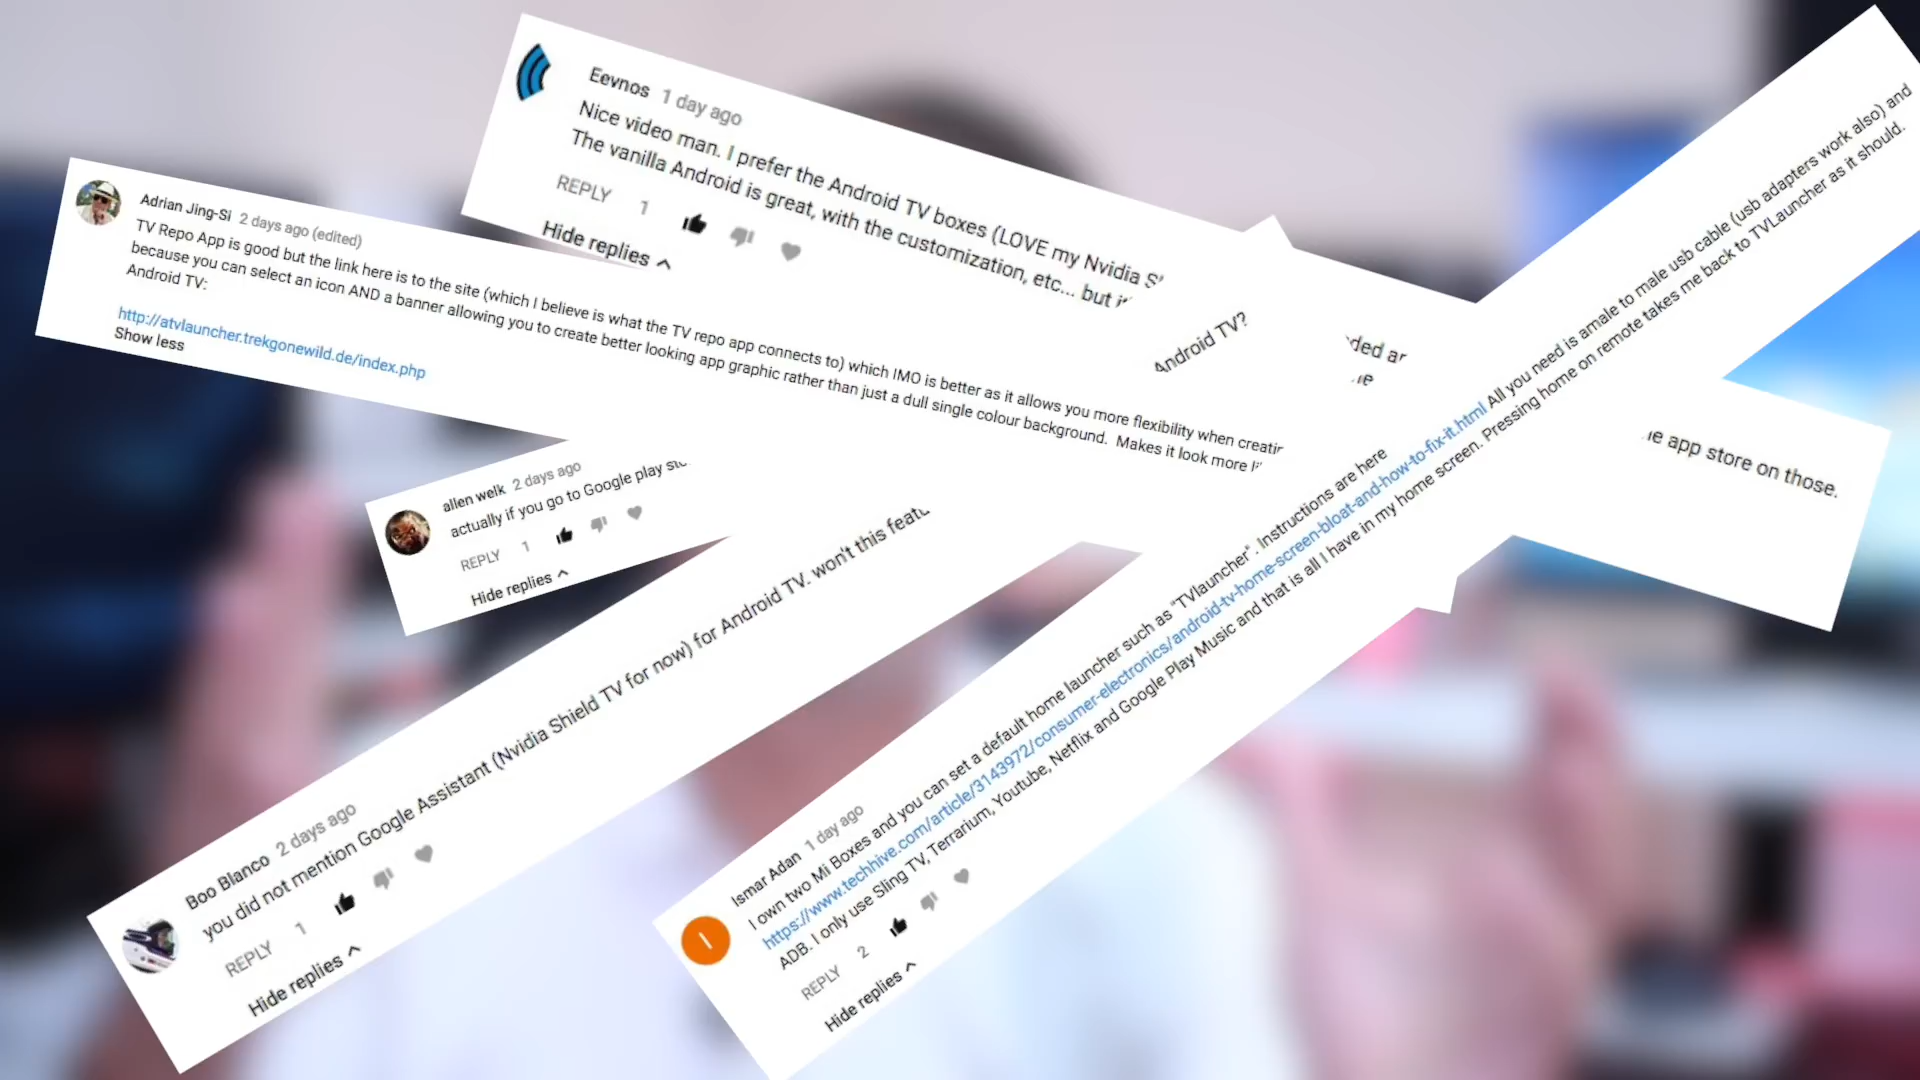 Eevnos 1 day ago
Nice video man. I prefer the Android TV boxes (LOVE my Nvidia
The vanilla Android is great, with the customization, etc... but
REPLY 1
Hide replies
Adrian Jing-Si 2 days ago (edited)
TV Repo App is good but the link here is to the site (which I believe is what the TV repo app connects to) which IMO is better as it allows you more flexibility when
because you can select an icon AND a banner allowing you to create better looking app graphic rather than just a dull single colour background. Makes it look more
Android TV:
http://atvlauncher.trekgonewild.de/index.php
Show less
Android TV?
app store on those.
allen welk 2 days ago
actually if you go to Google play
REPLY 1
Hide replies
Boo Blanco 2 days ago
you did not mention Google Assistant (Nvidia Shield TV for now) for Android TV. won't this
REPLY 1
Hide replies
I
Ismar Adan 1 day ago
I own two Mi Boxes and you can set a default home launcher such as "TVlauncher". Instructions are here
https://www.techhive.com/article/3143972/consumer-electronics/android-tv-home-screen-bloat-and-how-to-fix-it.html All you need is amale to male usb cable (usb adapters work also) and
ADB. I only use Sling TV, Terrarium, Youtube, Netflix and Google Play Music and that is all I have in my home screen. Pressing home on remote takes me back to TVLauncher as it should.
REPLY 2
Hide replies